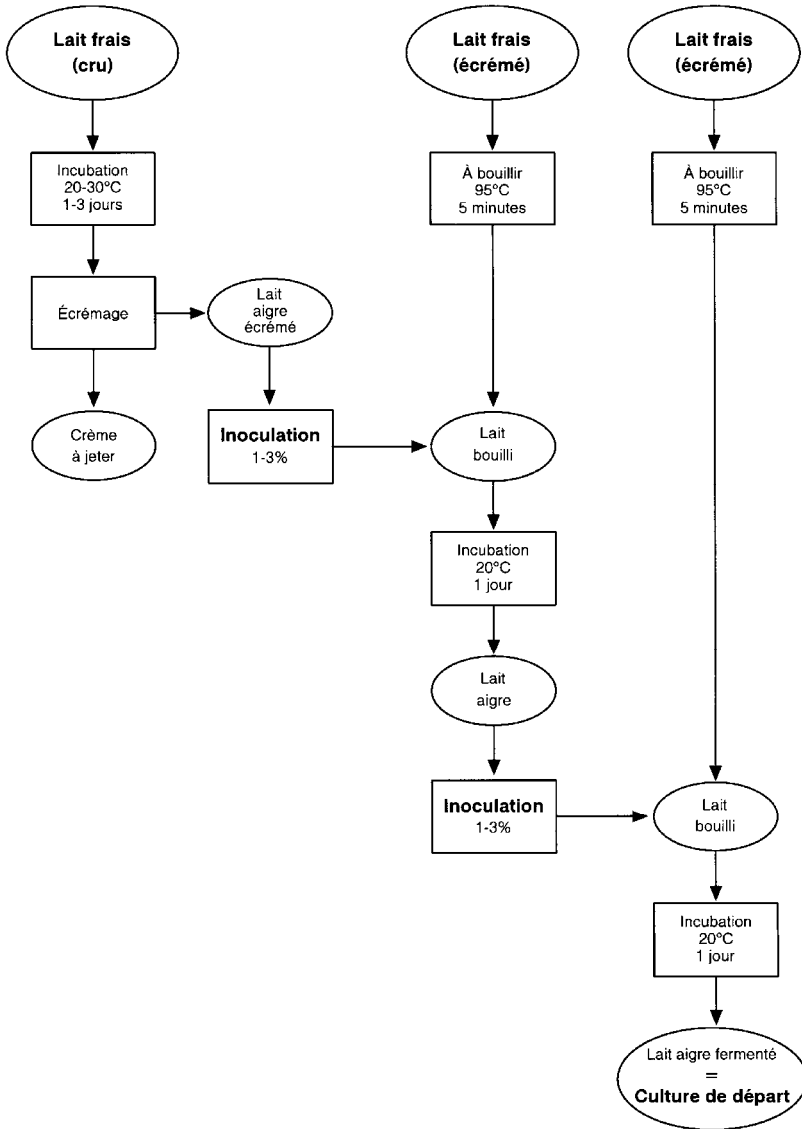 Lait frais
(cru)
Lait frais
(écrémé)
Lait frais
(écrémé)
Incubation
20-30°C
1-3 jours
À bouillir
95°C
5 minutes
À bouillir
95°C
5 minutes
Écrémage
Lait
aigre
écrémé
Crème
à jeter
Inoculation
1-3%
Lait
bouilli
Incubation
20°C
1 jour
Lait
aigre
Inoculation
1-3%
Lait
bouilli
Incubation
20°C
1 jour
Lait aigre fermenté
=
Culture de départ